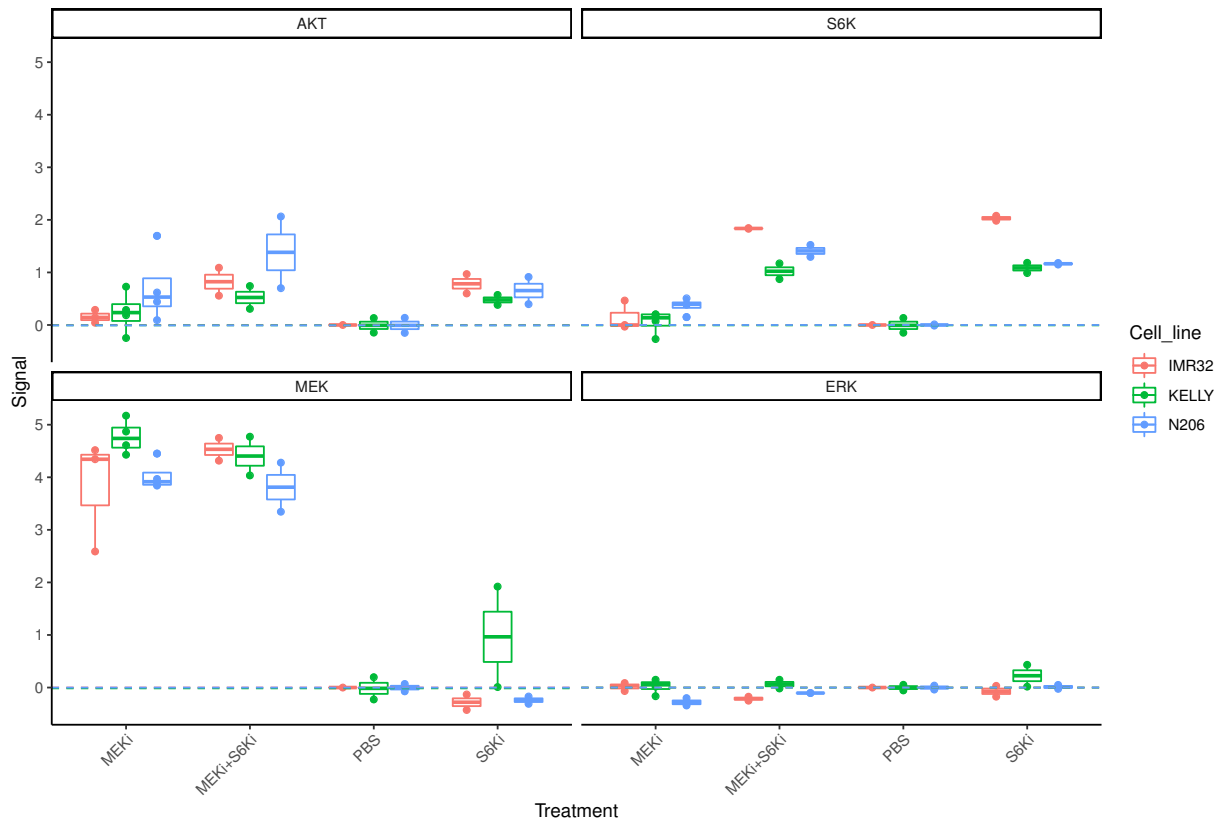 AKT
S6K
5
4
3
2
1
0
MEK
ERK
5
4
3
2
1
0
Signal
MEKi
MEKi+S6Ki
PBS
S6Ki
MEKi
MEKi+S6Ki
PBS
S6Ki
Treatment
Cell_line
IMR32
KELLY
N206